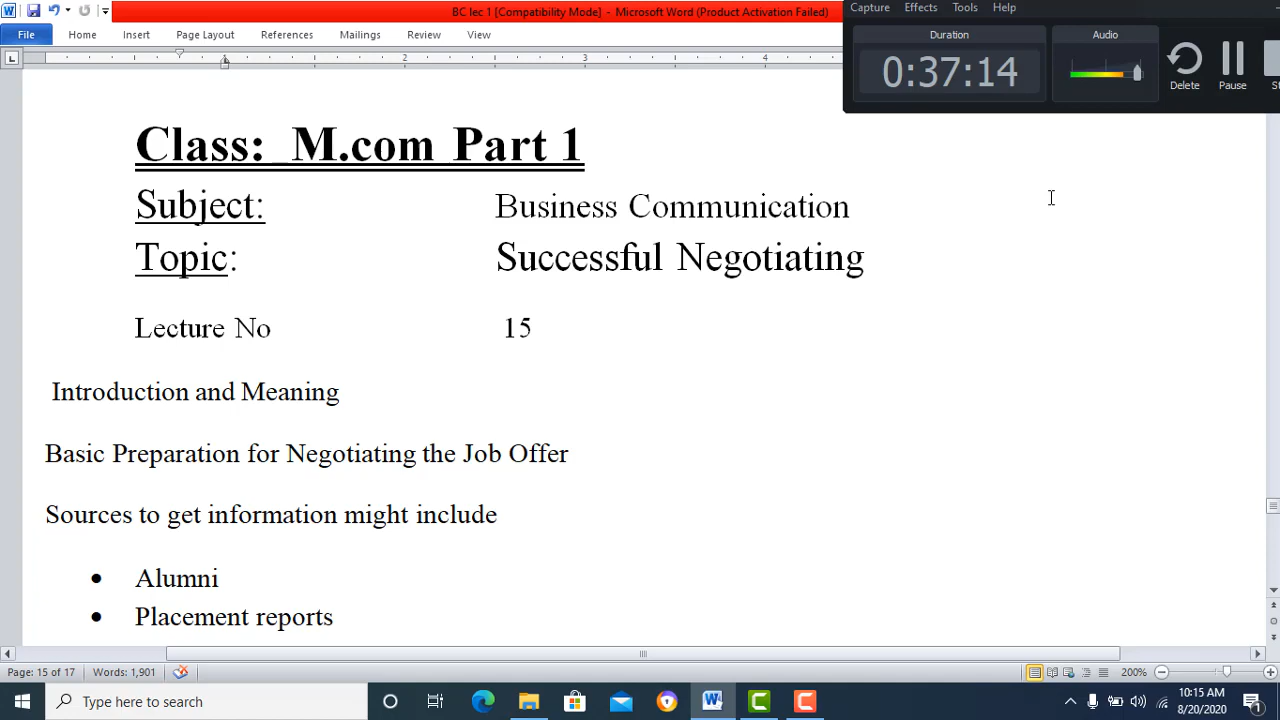 BC lec 1 [Compatibility Mode] - Microsoft Word (Product Activation Failed)
Capture Effects Tools Help
File Home Insert Page Layout References Mailings Review View
Duration Audio
0:37:14
Delete Pause
2 3 4
Class: M.com Part 1
Subject: Business Communication
Topic: Successful Negotiating
Lecture No 15
Introduction and Meaning
Basic Preparation for Negotiating the Job Offer
Sources to get information might include
• Alumni
• Placement reports
Page: 15 of 17 Words: 1,901 200%
Type here to search 10:15 AM
8/20/2020